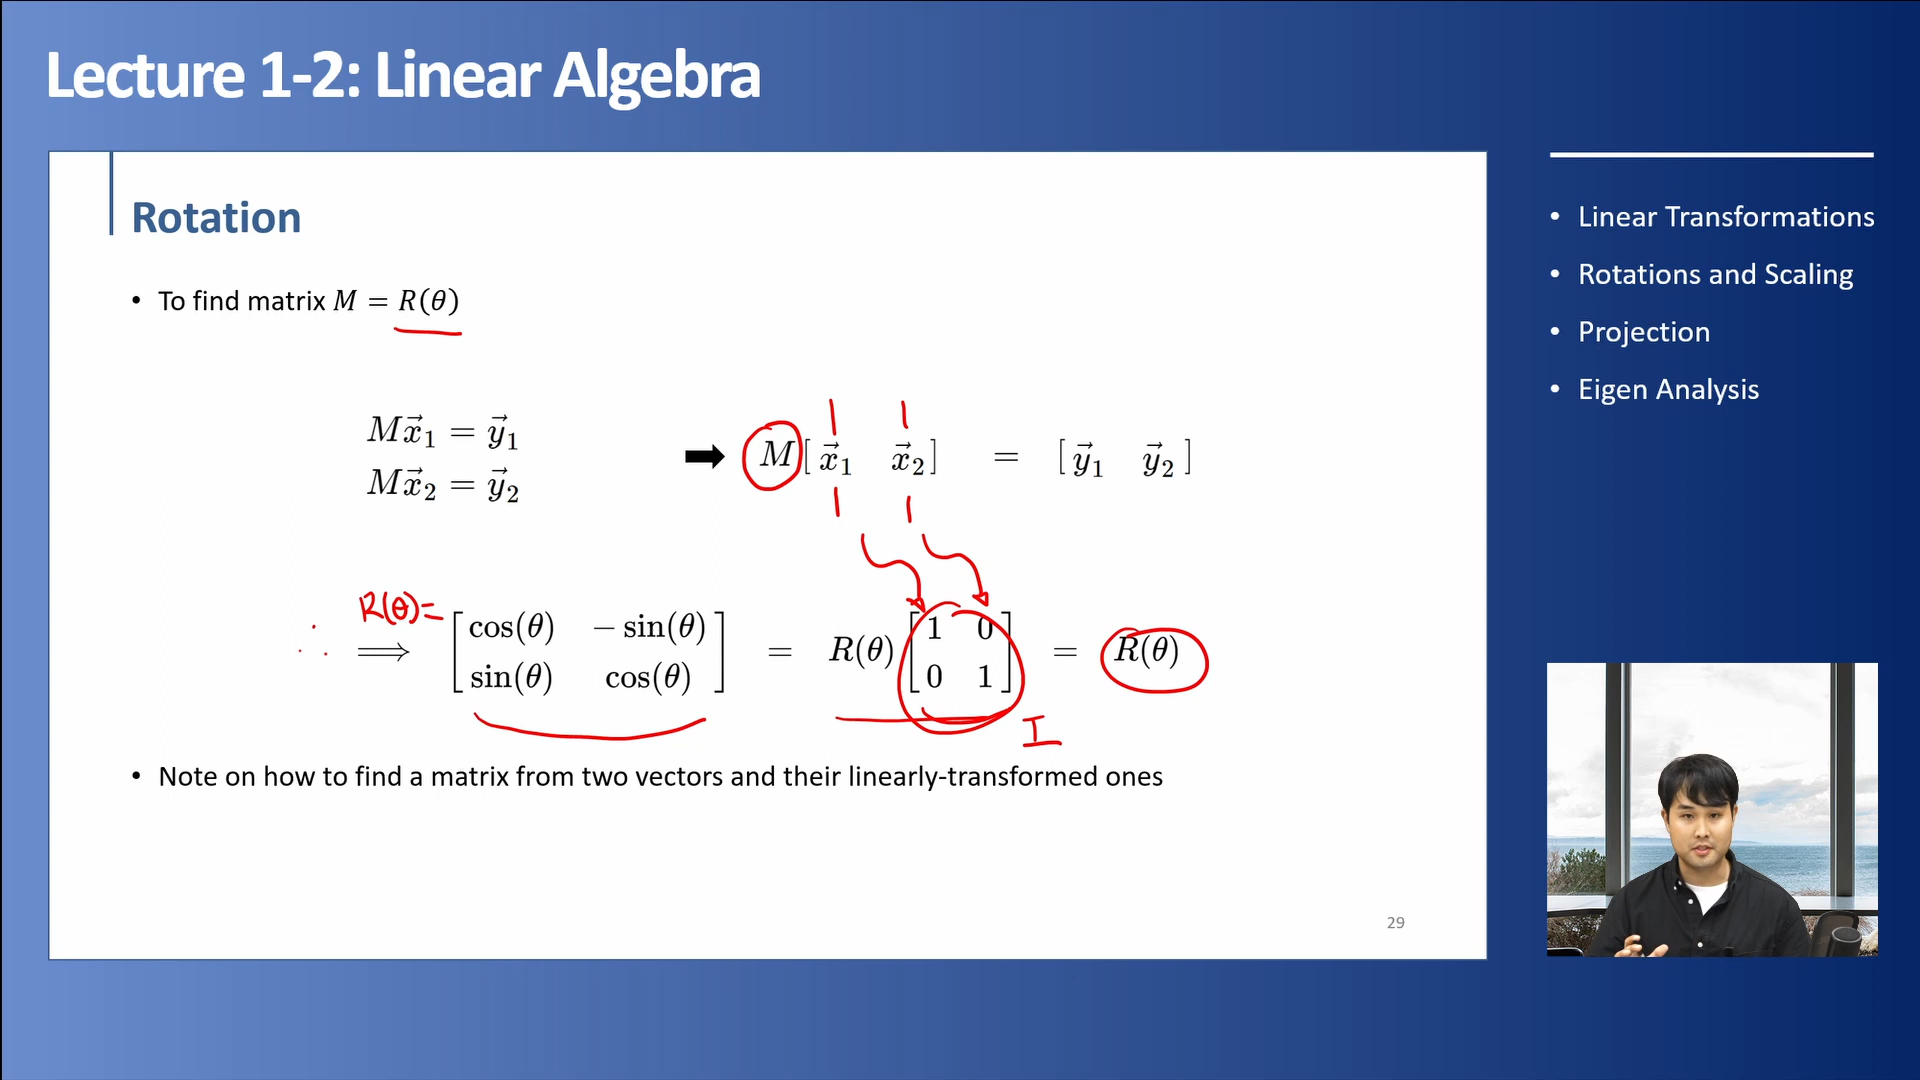 Lecture 1-2: Linear Algebra
Rotation
• To find matrix M = R(θ)
Mx⃗₁ = y⃗₁
Mx⃗₂ = y⃗₂
➡ M[ x⃗₁ x⃗₂ ] = [ y⃗₁ y⃗₂ ]
R(θ)=
∴ ⟹ [ cos(θ) − sin(θ) ] = R(θ) [ 1 0 ] = R(θ)
[ sin(θ) cos(θ) ] [ 0 1 ]
I
• Note on how to find a matrix from two vectors and their linearly-transformed ones
29
• Linear Transformations
• Rotations and Scaling
• Projection
• Eigen Analysis